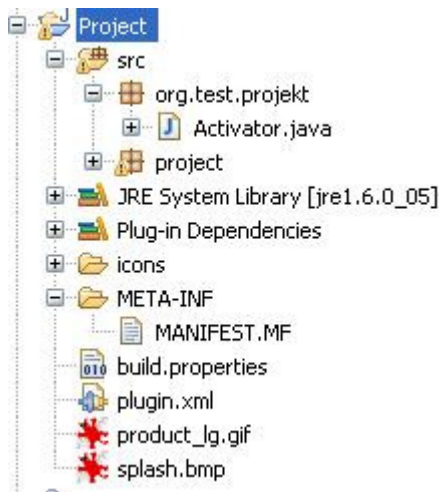 Project
src
org.test.projekt
Activator.java
project
JRE System Library [jre1.6.0_05]
Plug-in Dependencies
icons
META-INF
MANIFEST.MF
build.properties
plugin.xml
product_lg.gif
splash.bmp